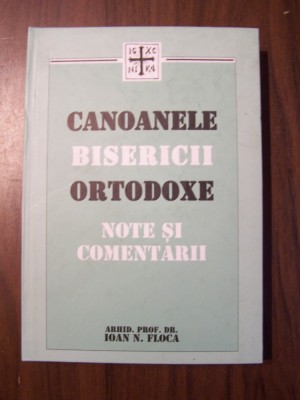 IC XC
NI KA
CANOANELE
BISERICII
ORTODOXE
NOTE ȘI
COMENTARII
ARHID. PROF. DR.
IOAN N. FLOCA